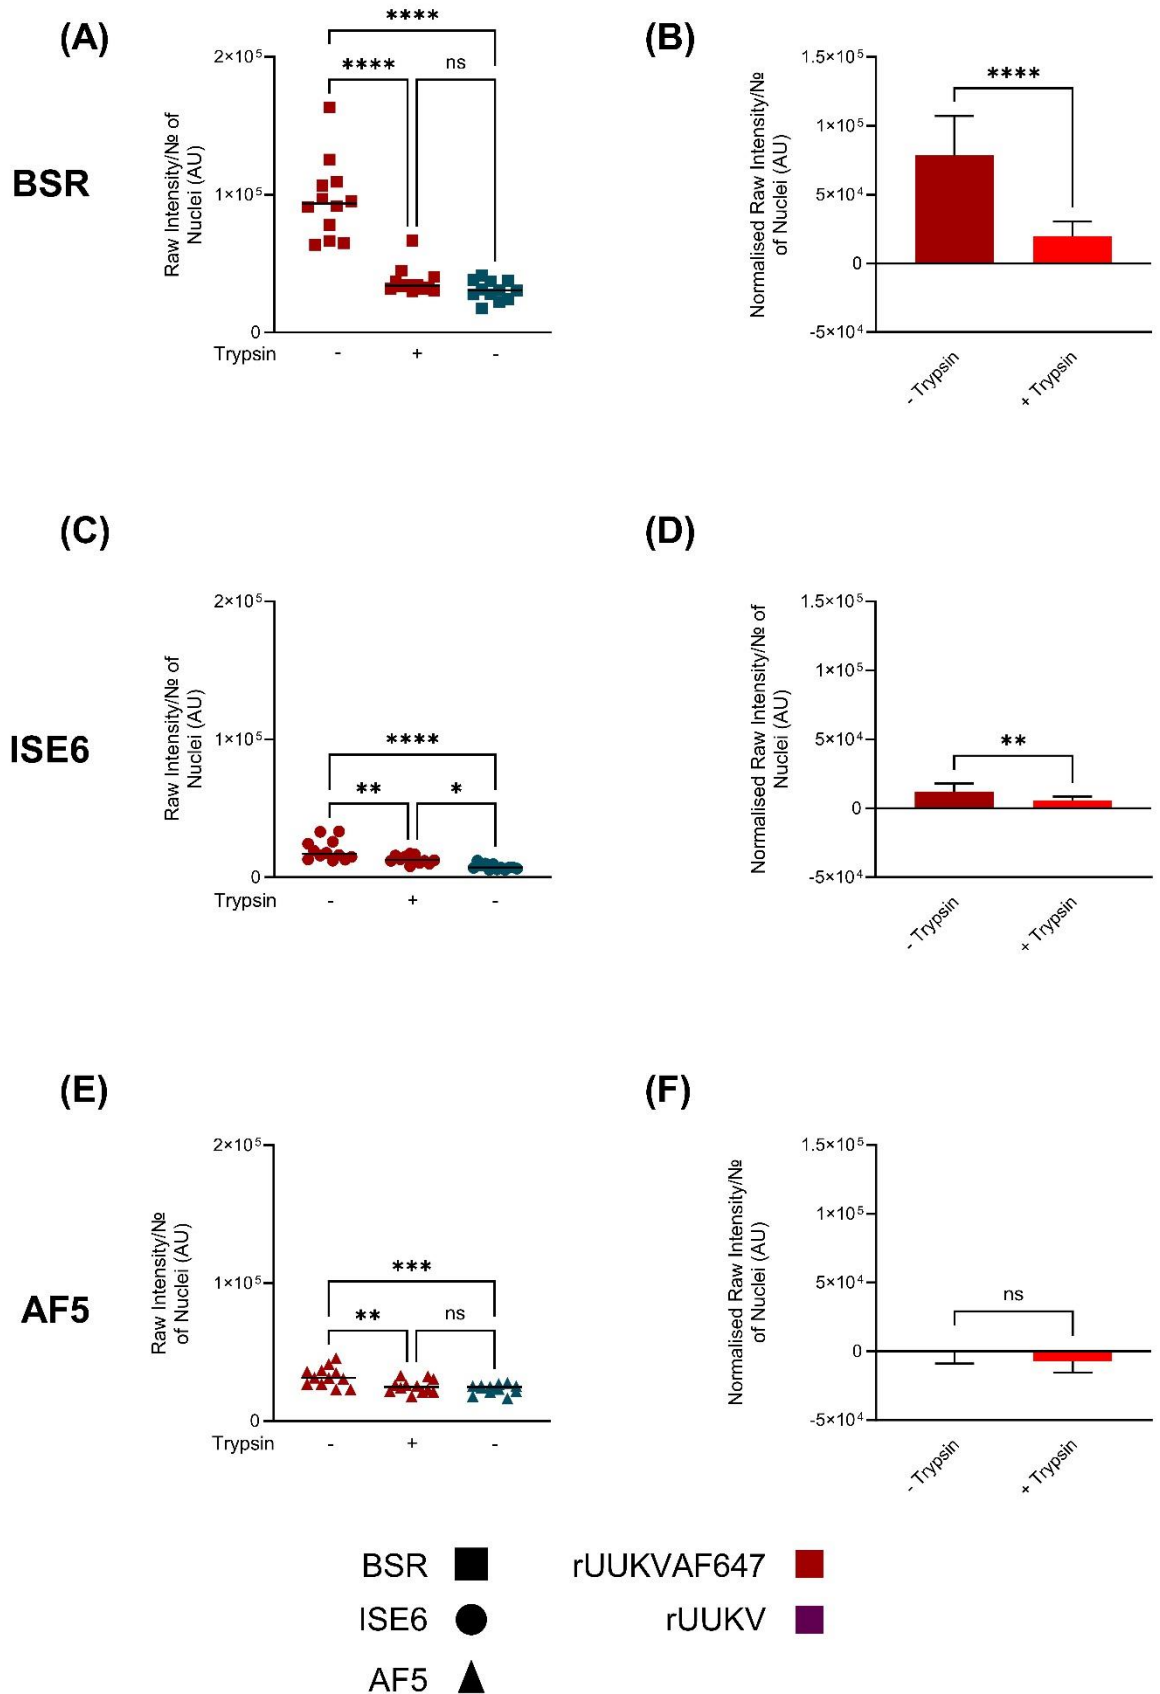 (A)
BSR
Raw Intensity/№ of
Nuclei (AU)
2×10⁵
1×10⁵
0
****
****
ns
Trypsin - + -
(B)
Normalised Raw Intensity/№
of Nuclei (AU)
1.5×10⁵
1×10⁵
5×10⁴
0
-5×10⁴
****
- Trypsin
+ Trypsin
(C)
ISE6
Raw Intensity/№ of
Nuclei (AU)
2×10⁵
1×10⁵
0
****
**
*
Trypsin - + -
(D)
Normalised Raw Intensity/№ of
Nuclei (AU)
1.5×10⁵
1×10⁵
5×10⁴
0
-5×10⁴
**
- Trypsin
+ Trypsin
(E)
AF5
Raw Intensity/№
of Nuclei (AU)
2×10⁵
1×10⁵
0
***
**
ns
Trypsin - + -
(F)
Normalised Raw Intensity/№
of Nuclei (AU)
1.5×10⁵
1×10⁵
5×10⁴
0
-5×10⁴
ns
- Trypsin
+ Trypsin
BSR
ISE6
AF5
rUUKVAF647
rUUKV